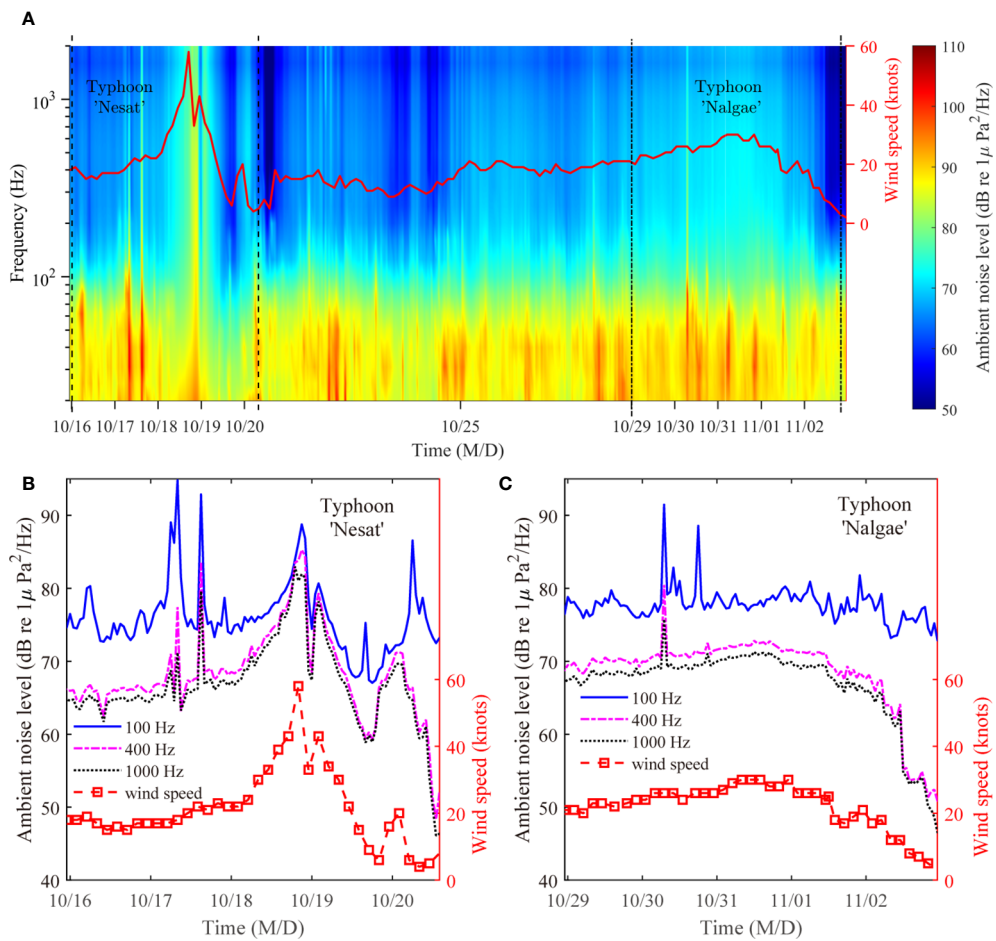 A
Typhoon
'Nesat'
Typhoon
'Nalgae'
10³
10²
Frequency (Hz)
60
40
20
0
Wind speed (knots)
110
100
90
80
70
60
50
Ambient noise level (dB re 1μ Pa²/Hz)
10/16 10/17 10/18 10/19 10/20 10/25 10/29 10/30 10/31 11/01 11/02
Time (M/D)
B
Typhoon
'Nesat'
90
80
70
60
50
40
Ambient noise level (dB re 1μ Pa²/Hz)
100 Hz
400 Hz
1000 Hz
wind speed
60
40
20
0
Wind speed (knots)
10/16 10/17 10/18 10/19 10/20
Time (M/D)
C
Typhoon
'Nalgae'
90
80
70
60
50
40
Ambient noise level (dB re 1μ Pa²/Hz)
100 Hz
400 Hz
1000 Hz
wind speed
60
40
20
0
Wind speed (knots)
10/29 10/30 10/31 11/01 11/02
Time (M/D)